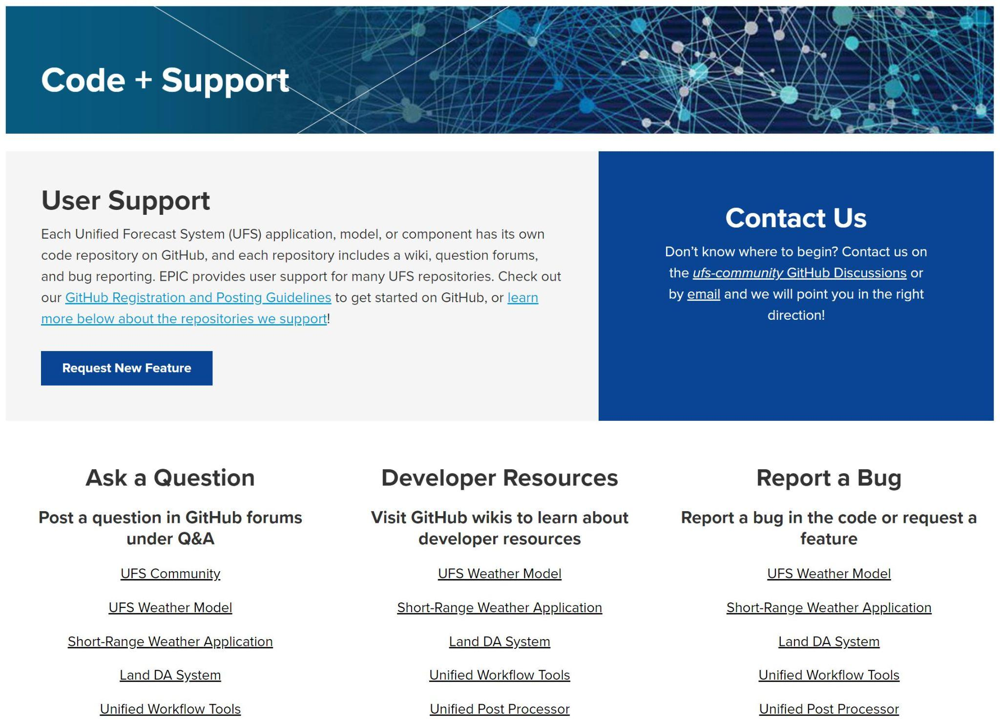 Code + Support
User Support
Each Unified Forecast System (UFS) application, model, or component has its own
code repository on GitHub, and each repository includes a wiki, question forums,
and bug reporting. EPIC provides user support for many UFS repositories. Check out
our GitHub Registration and Posting Guidelines to get started on GitHub, or learn
more below about the repositories we support!
Request New Feature
Contact Us
Don’t know where to begin? Contact us on
the ufs-community GitHub Discussions or
by email and we will point you in the right
direction!
Ask a Question
Post a question in GitHub forums
under Q&A
UFS Community
UFS Weather Model
Short-Range Weather Application
Land DA System
Unified Workflow Tools
Developer Resources
Visit GitHub wikis to learn about
developer resources
UFS Weather Model
Short-Range Weather Application
Land DA System
Unified Workflow Tools
Unified Post Processor
Report a Bug
Report a bug in the code or request a
feature
UFS Weather Model
Short-Range Weather Application
Land DA System
Unified Workflow Tools
Unified Post Processor